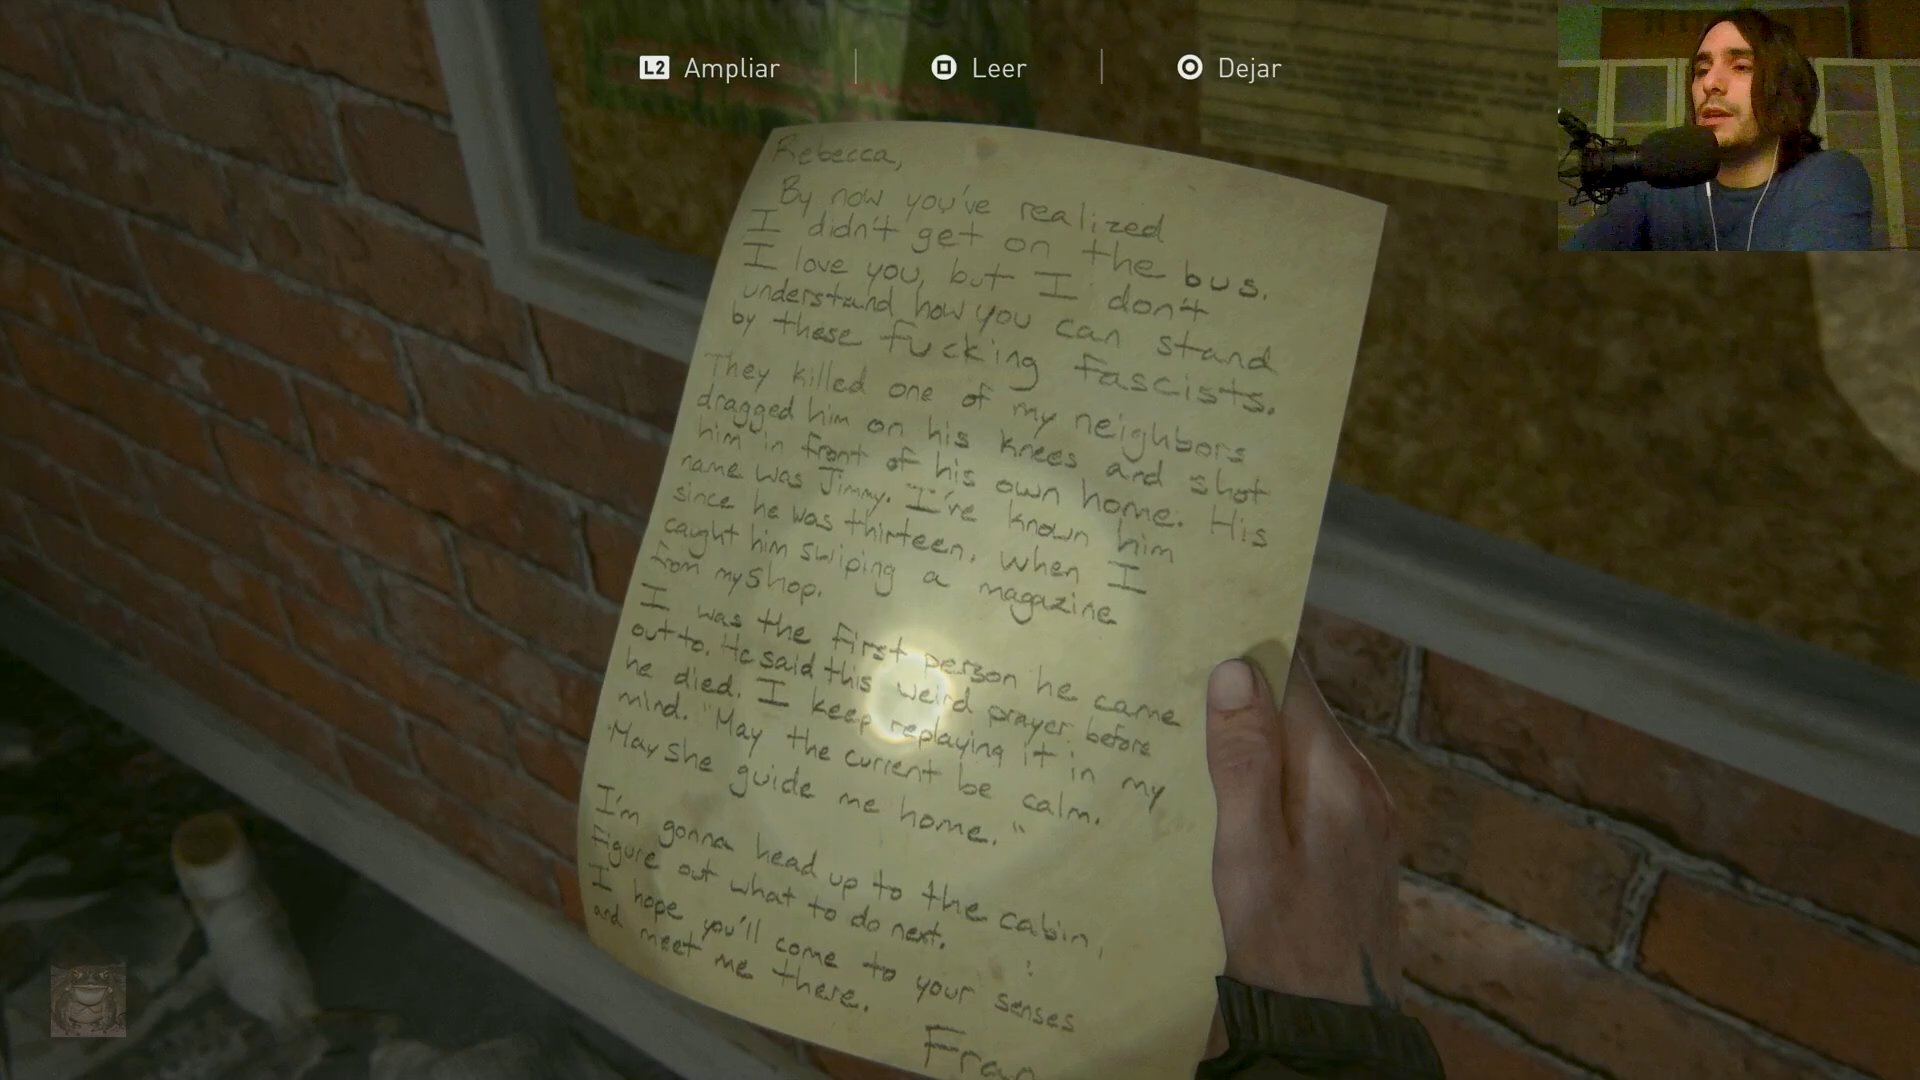 L2 Ampliar
Leer
Dejar
Rebecca,
By now you've realized
I didn't get on the bus.
I love you, but I don't
understand how you can stand
by these fucking fascists.
They killed one of my neighbors
dragged him on his knees and shot
him in front of his own home. His
name was Jimmy. I've known him
since he was thirteen. When I
caught him swiping a magazine
from my shop.
I was the first person he came
out to. He said this weird prayer before
he died. I keep replaying it in my
mind. "May the current be calm.
May she guide me home."
I'm gonna head up to the cabin,
figure out what to do next.
I hope you'll come to your senses
and meet me there.
Fran